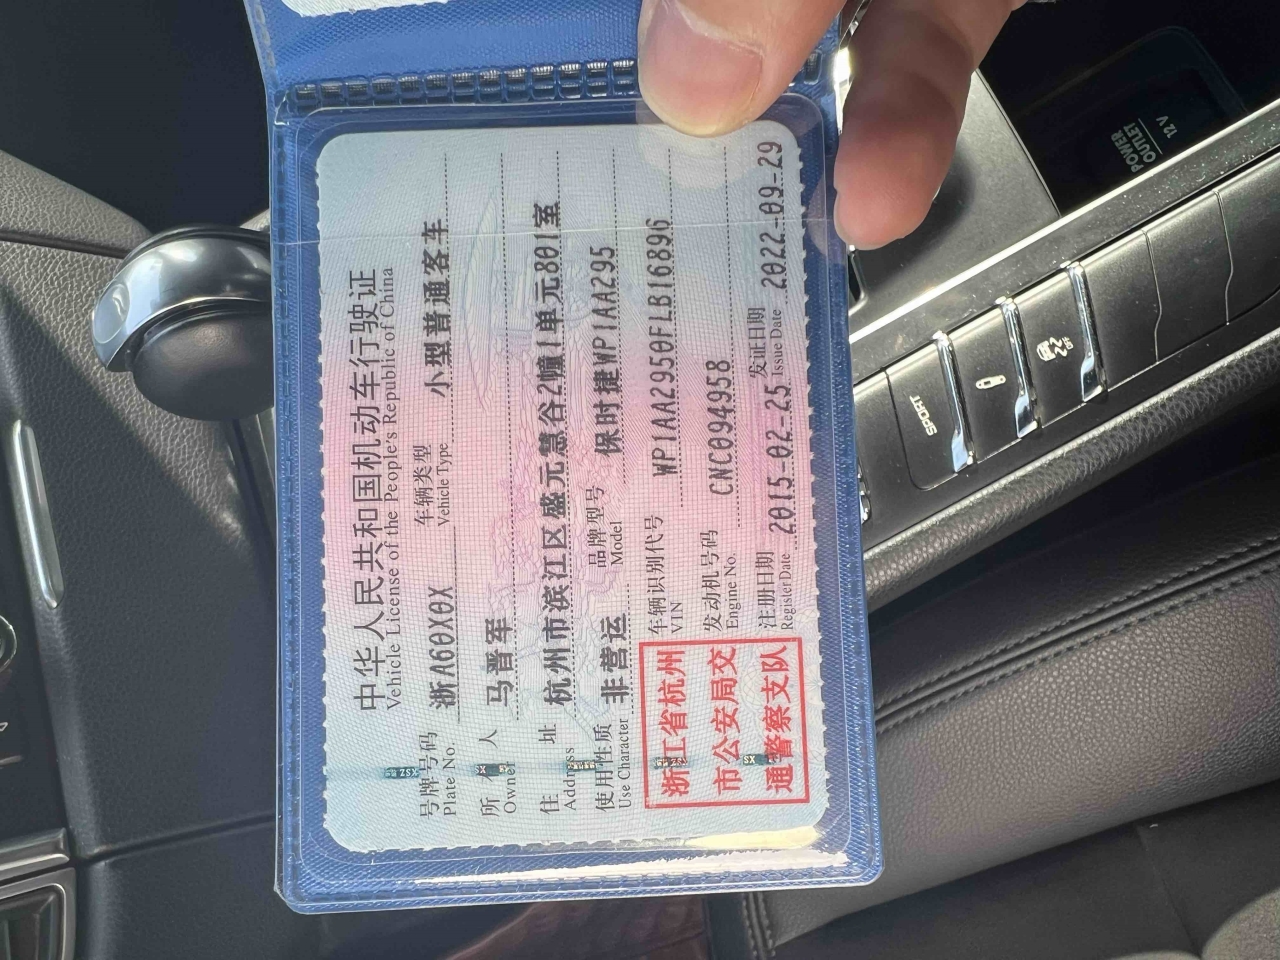 中华人民共和国机动车行驶证
Vehicle License of the People's Republic of China
号牌号码 浙A60X0X 车辆类型 小型普通客车
Plate No. Vehicle Type
所 人 马晋军
Owner
住 址 杭州市滨江区盛元慧谷2幢1单元801室
Address
使用性质 非营运 品牌型号 保时捷WP1AA295
Use Character Model
浙江省杭州
市公安局交
通警察支队
车辆识别代号 WP1AA2950FLB16896
VIN
发动机号码 CNC094958
Engine No.
注册日期 2015-02-25 发证日期 2022-09-29
Register Date Issue Date
POWER
OUTLET
12 V
SPORT
OFF